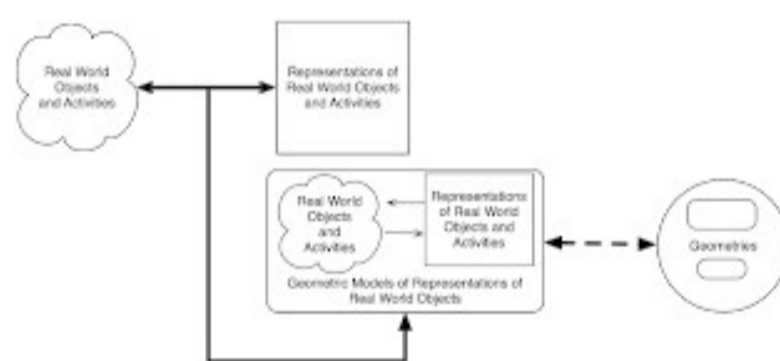 Real World
Objects
and Activities
Representations of
Real World Objects
and Activities
Real World
Objects
and
Activities
Representations
of Real World
Objects and
Activities
Geometric Models of Representations of
Real World Objects
Geometries